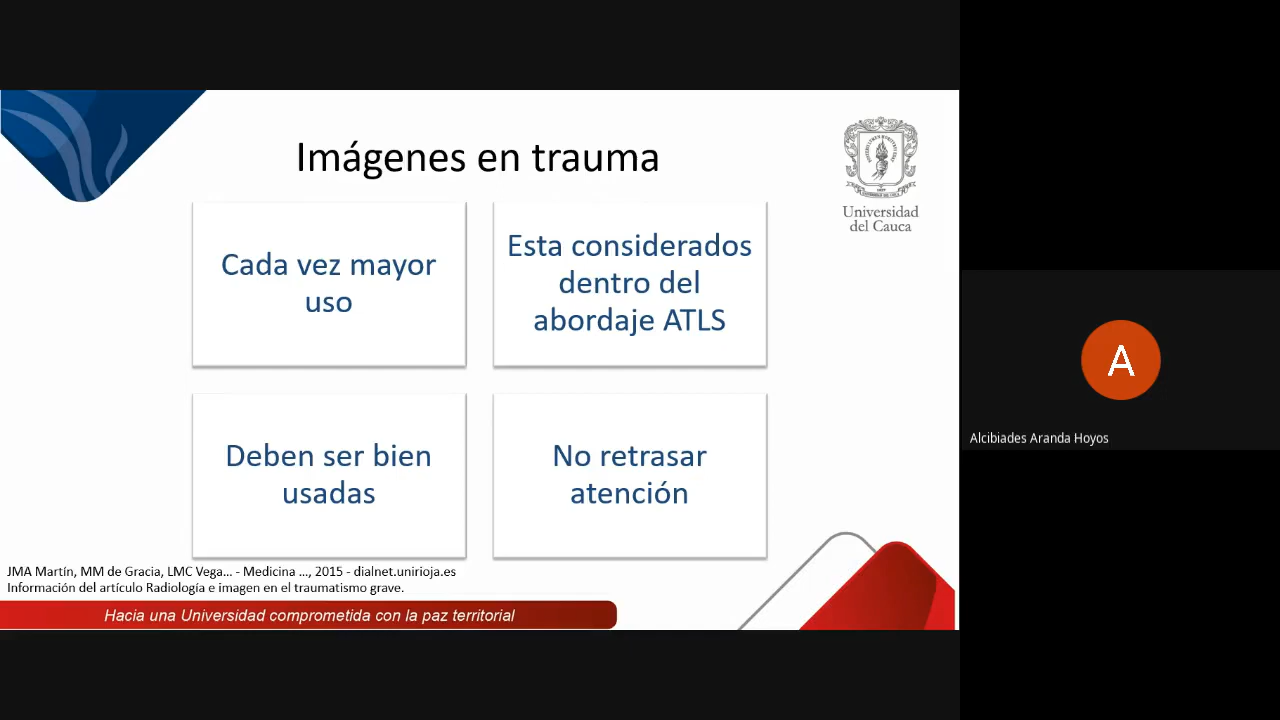 Imágenes en trauma
Universidad
del Cauca
Cada vez mayor
uso
Esta considerados
dentro del
abordaje ATLS
Deben ser bien
usadas
No retrasar
atención
JMA Martín, MM de Gracia, LMC Vega... - Medicina ..., 2015 - dialnet.unirioja.es
Información del artículo Radiología e imagen en el traumatismo grave.
Hacia una Universidad comprometida con la paz territorial
A
Alcibiades Aranda Hoyos